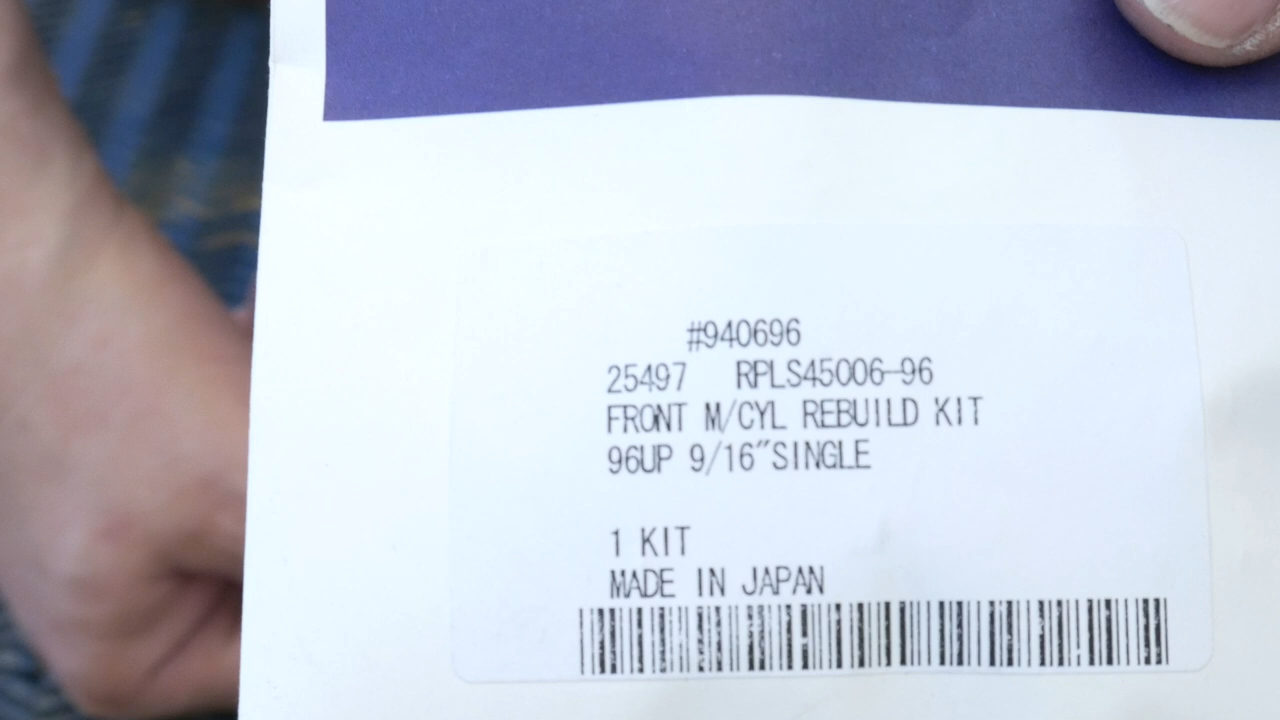 #940696
25497 RPLS45006-96
FRONT M/CYL REBUILD KIT
96UP 9/16"SINGLE
1 KIT
MADE IN JAPAN